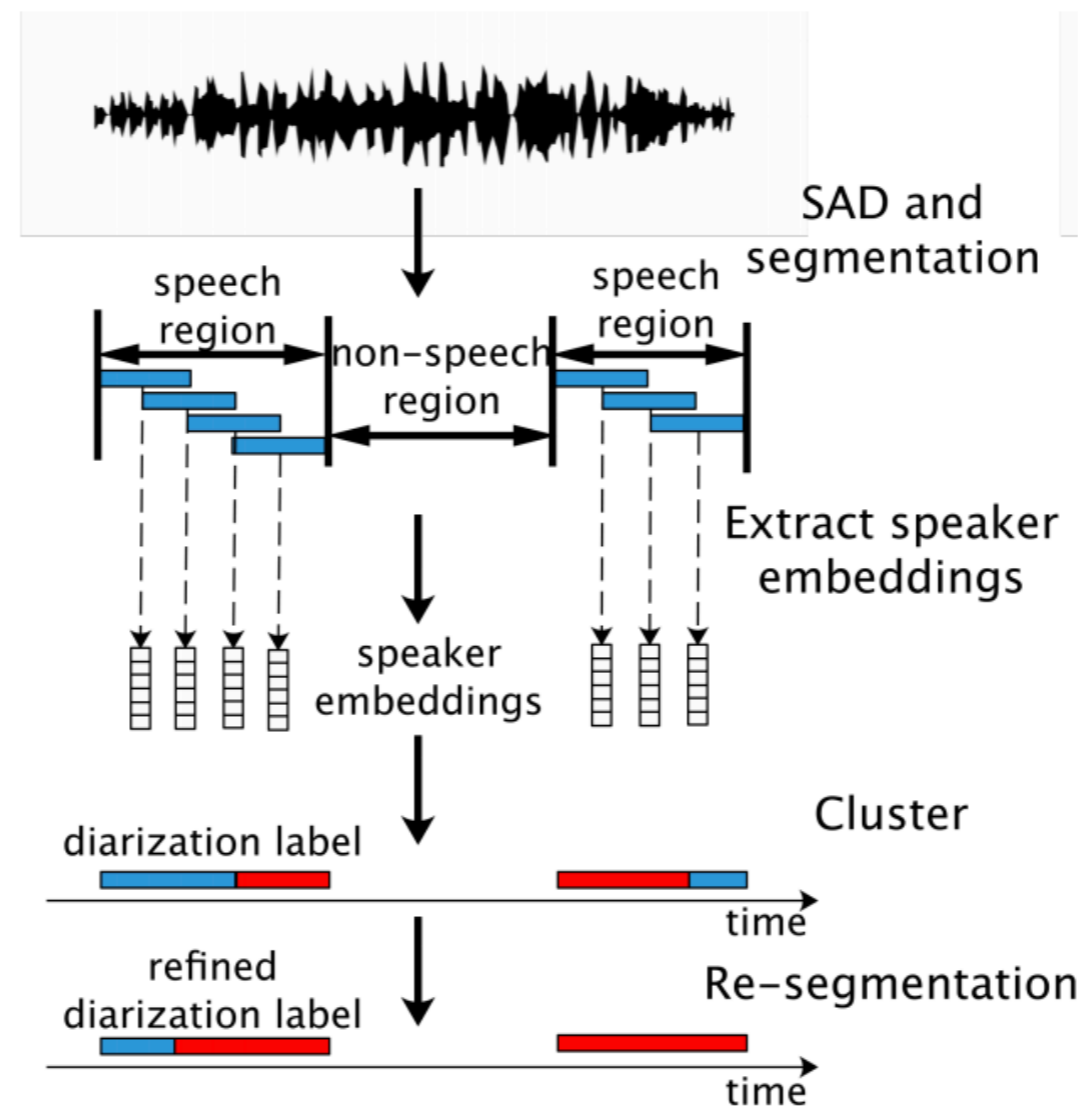 SAD and
segmentation
speech
region
speech
region
non-speech
region
Extract speaker
embeddings
speaker
embeddings
Cluster
diarization label
time
refined
diarization label
Re-segmentation
time